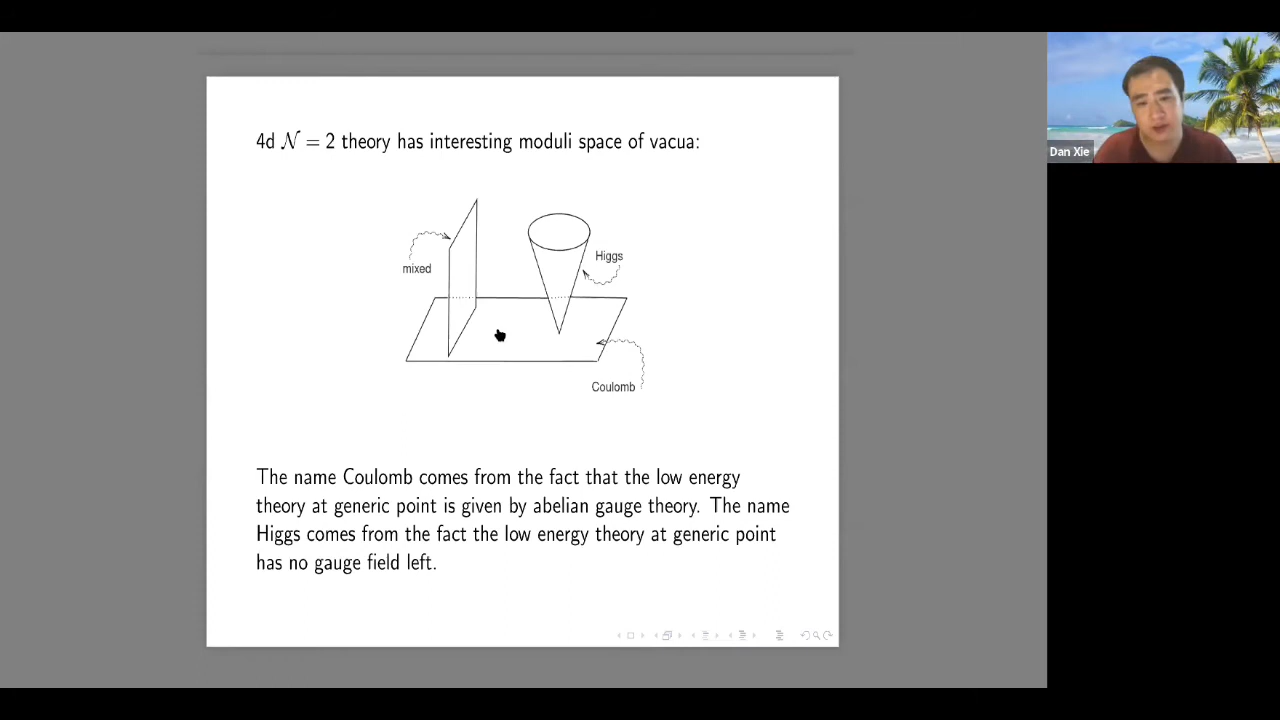 4d 𝒩 = 2 theory has interesting moduli space of vacua:
mixed
Higgs
Coulomb
The name Coulomb comes from the fact that the low energy
theory at generic point is given by abelian gauge theory. The name
Higgs comes from the fact the low energy theory at generic point
has no gauge field left.
Dan Xie